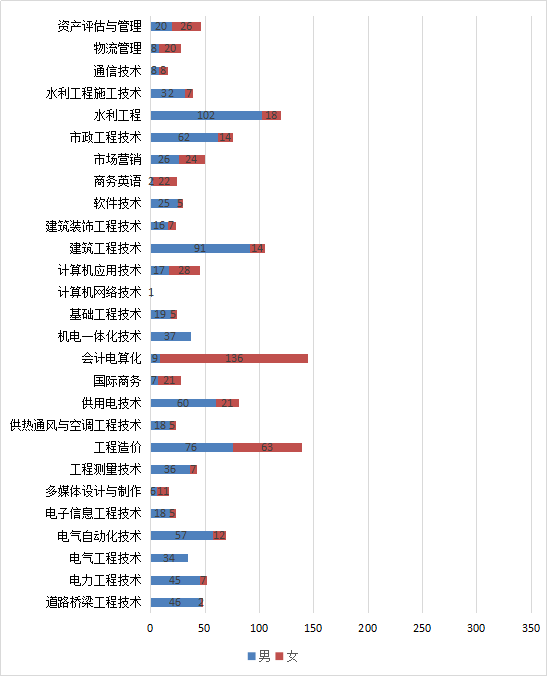 资产评估与管理 20 26
物流管理 8 20
通信技术 8 8
水利工程施工技术 32 7
水利工程 102 18
市政工程技术 62 14
市场营销 26 24
商务英语 2 22
软件技术 25 5
建筑装饰工程技术 16 7
建筑工程技术 91 14
计算机应用技术 17 28
计算机网络技术 1
基础工程技术 19 5
机电一体化技术 37
会计电算化 9 136
国际商务 7 21
供用电技术 60 21
供热通风与空调工程技术 18 5
工程造价 76 63
工程测量技术 36 7
多媒体设计与制作 6 11
电子信息工程技术 18 5
电气自动化技术 57 12
电气工程技术 34
电力工程技术 45 7
道路桥梁工程技术 46 2
0 50 100 150 200 250 300 350
男 女